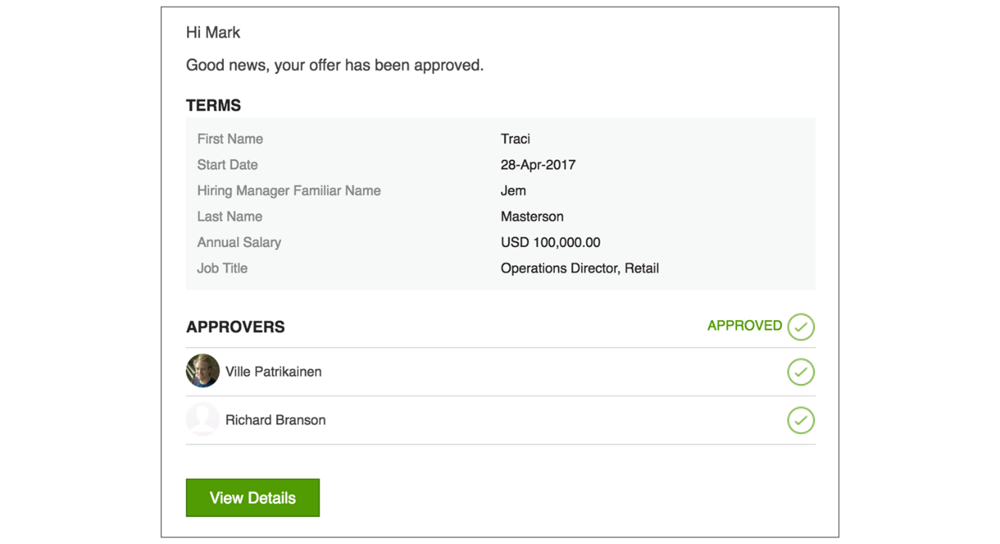 Hi Mark
Good news, your offer has been approved.
TERMS
First Name Traci
Start Date 28-Apr-2017
Hiring Manager Familiar Name Jem
Last Name Masterson
Annual Salary USD 100,000.00
Job Title Operations Director, Retail
APPROVERS APPROVED
Ville Patrikainen
Richard Branson
View Details